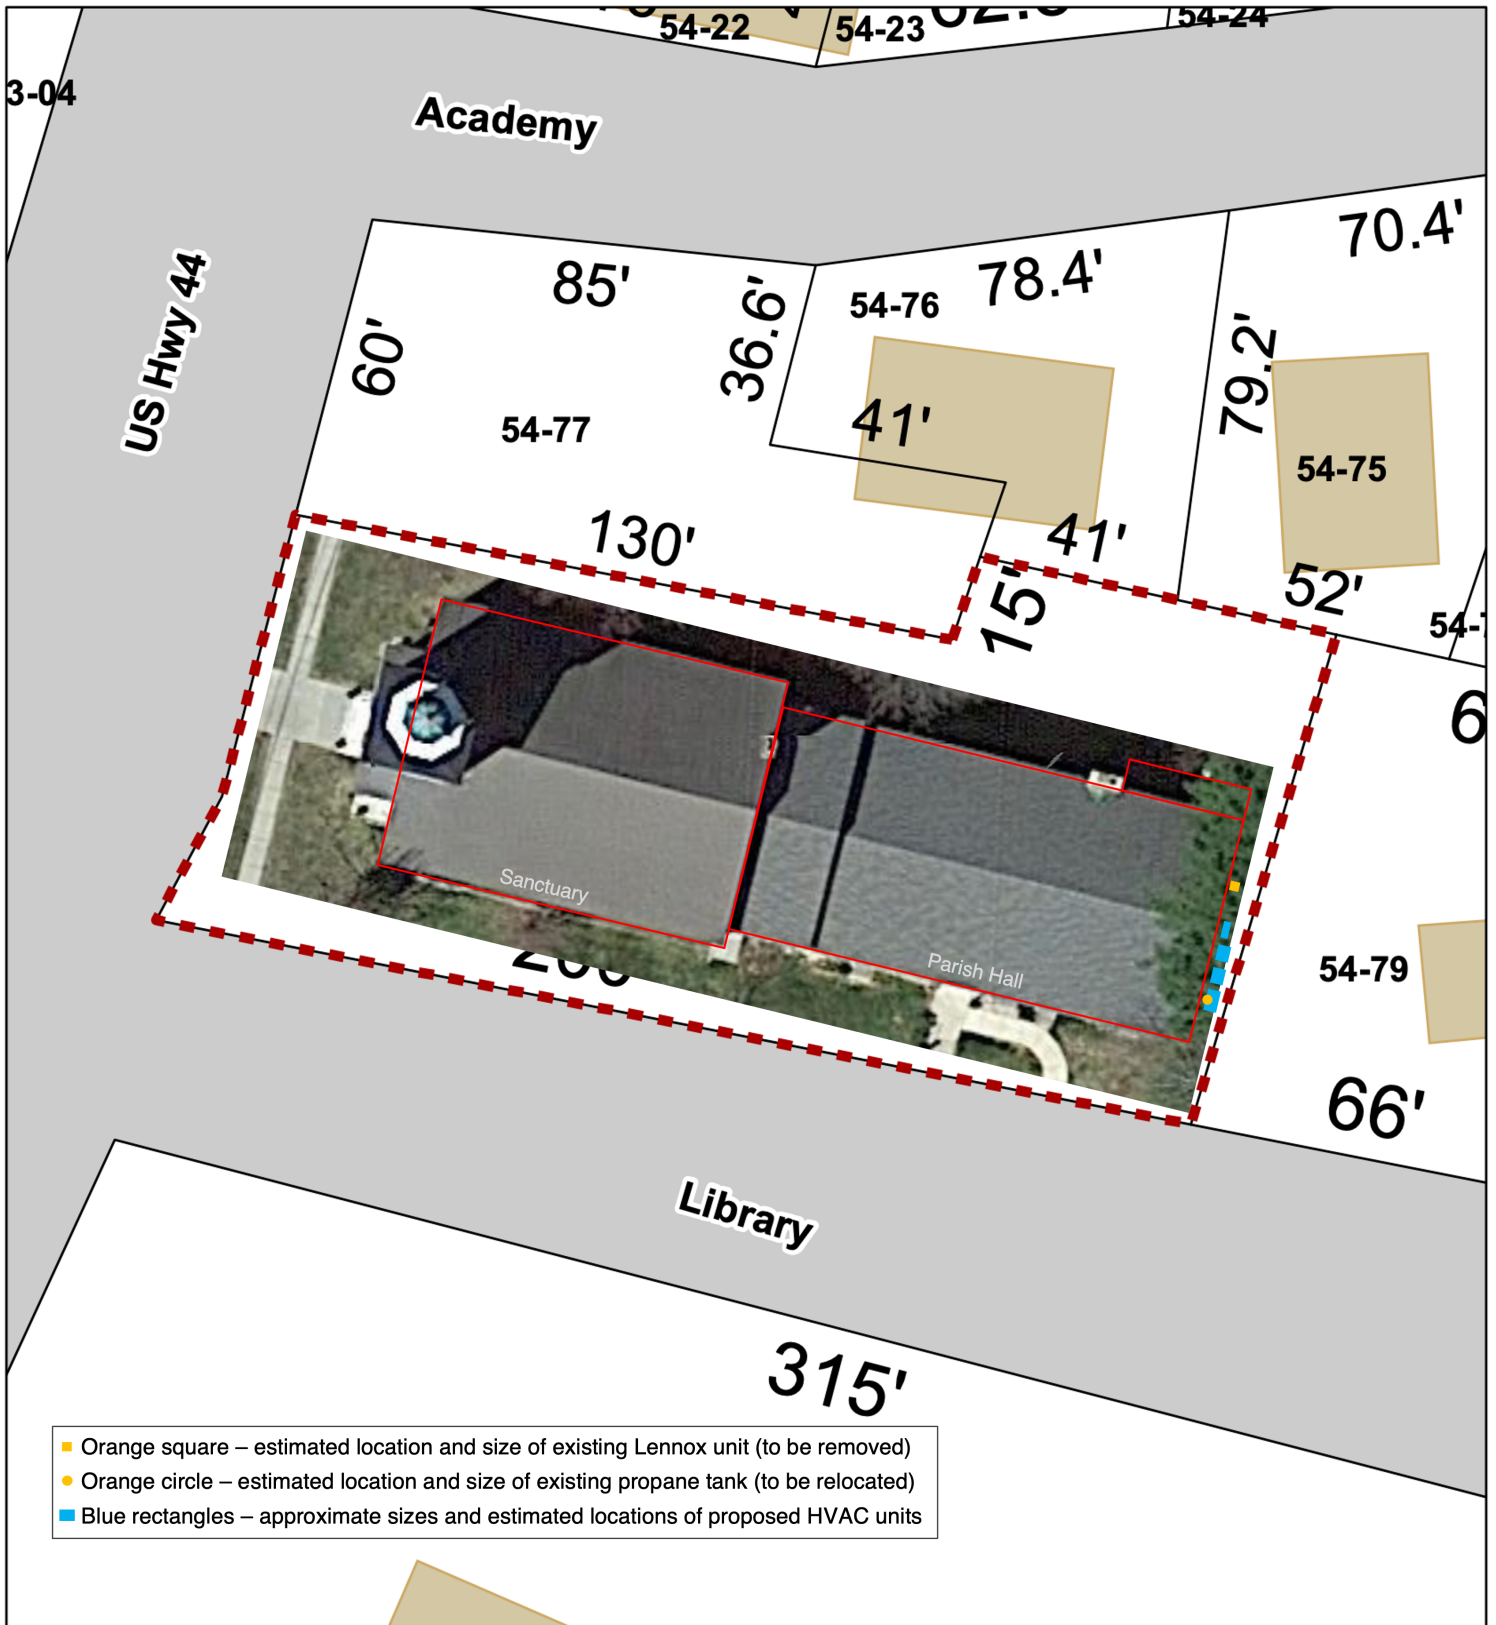 54-22
54-23
54-24
3-04
Academy
US Hwy 44
85'
60'
36.6'
54-76
78.4'
70.4'
79.2'
41'
54-77
54-75
130'
41'
15'
52'
54-7
6
Sanctuary
Parish Hall
54-79
66'
Library
315'
Orange square – estimated location and size of existing Lennox unit (to be removed)
Orange circle – estimated location and size of existing propane tank (to be relocated)
Blue rectangles – approximate sizes and estimated locations of proposed HVAC units